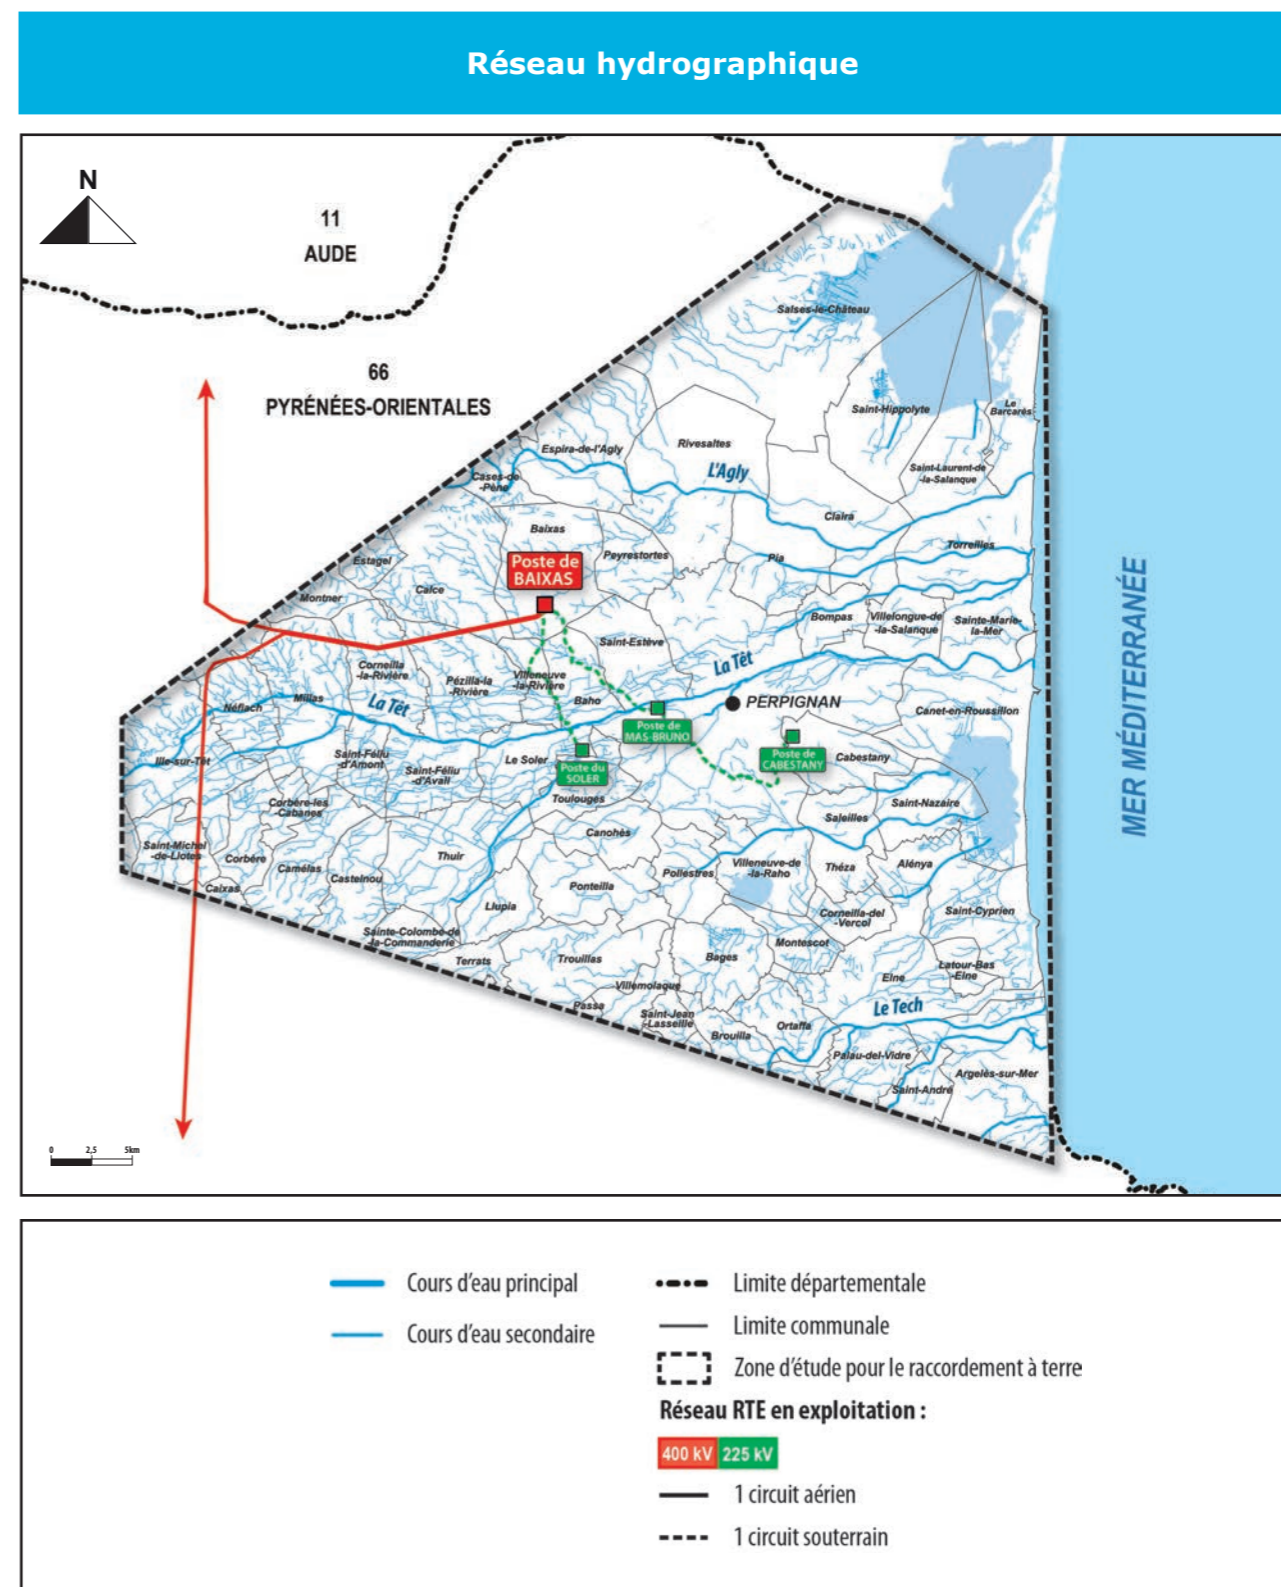 Réseau hydrographique
N
11
AUDE
66
PYRÉNÉES-ORIENTALES
Salses-le-Château
Saint-Hippolyte
Le
Barcarès
Espira-de-l'Agly
Rivesaltes
L'Agly
Saint-Laurent-de
-la-Salanque
Cases-de
-Pène
Claira
Baixas
Torreilles
Peyrestortes
Pia
Estagel
Poste de
BAIXAS
Calce
Montner
Bompas
Villelongue-de
-la-Salanque
Sainte-Marie-
la-Mer
Saint-Estève
La Têt
Corneilla
-la-Rivière
Pézilla-la
-Rivière
Villeneuve
-la-Rivière
Baho
PERPIGNAN
Millas
La Têt
Néfiach
Canet-en-Roussillon
Poste de
MAS-BRUNO
Ille-sur-Têt
Saint-Féliu
-d'Amont
Saint-Féliu
-d'Avall
Le Soler
Poste du
SOLER
Poste de
CABESTANY
Cabestany
Toulouges
Corbère-les
-Cabanes
Saint-Nazaire
Saleilles
Canohès
Saint-Michel
-de-Llotes
Corbère
Camélas
Castelnou
Thuir
Pollestres
Villeneuve-de
-la-Raho
Théza
Alénya
Caixas
Ponteilla
Llupia
Corneilla-del
-Vercol
Saint-Cyprien
Sainte-Colombe-de
-la-Commanderie
Terrats
Trouillas
Bages
Montescot
Elne
Latour-Bas
-Elne
Villemolaque
Passa
Saint-Jean
-Lasseille
Brouilla
Ortaffa
Le Tech
Palau-del-Vidre
Saint-André
Argelès-sur-Mer
MER MÉDITERRANÉE
0 2,5 5km
Cours d'eau principal
Cours d'eau secondaire
Limite départementale
Limite communale
Zone d'étude pour le raccordement à terre
Réseau RTE en exploitation :
400 kV 225 kV
1 circuit aérien
1 circuit souterrain